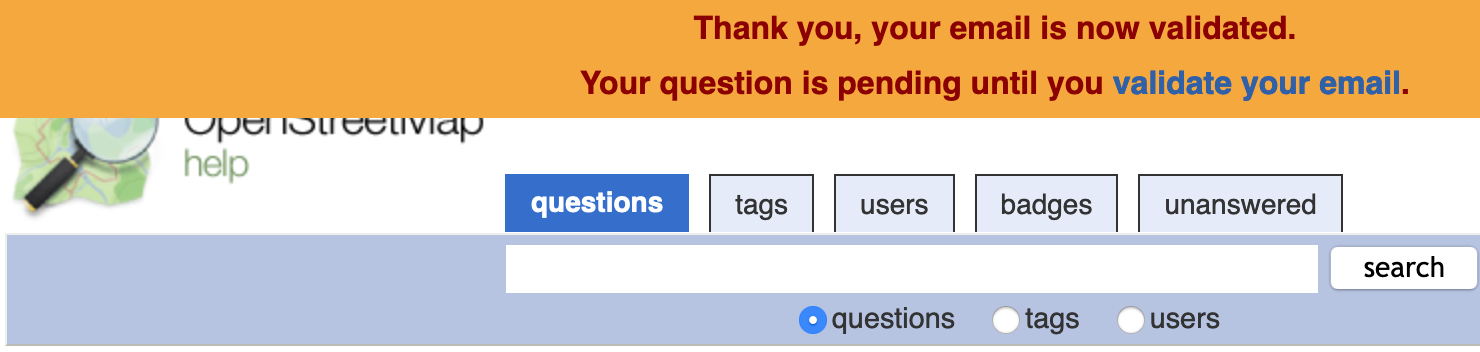 Thank you, your email is now validated.
Your question is pending until you validate your email.
OpenStreetMap
help
questions tags users badges unanswered
search
questions tags users